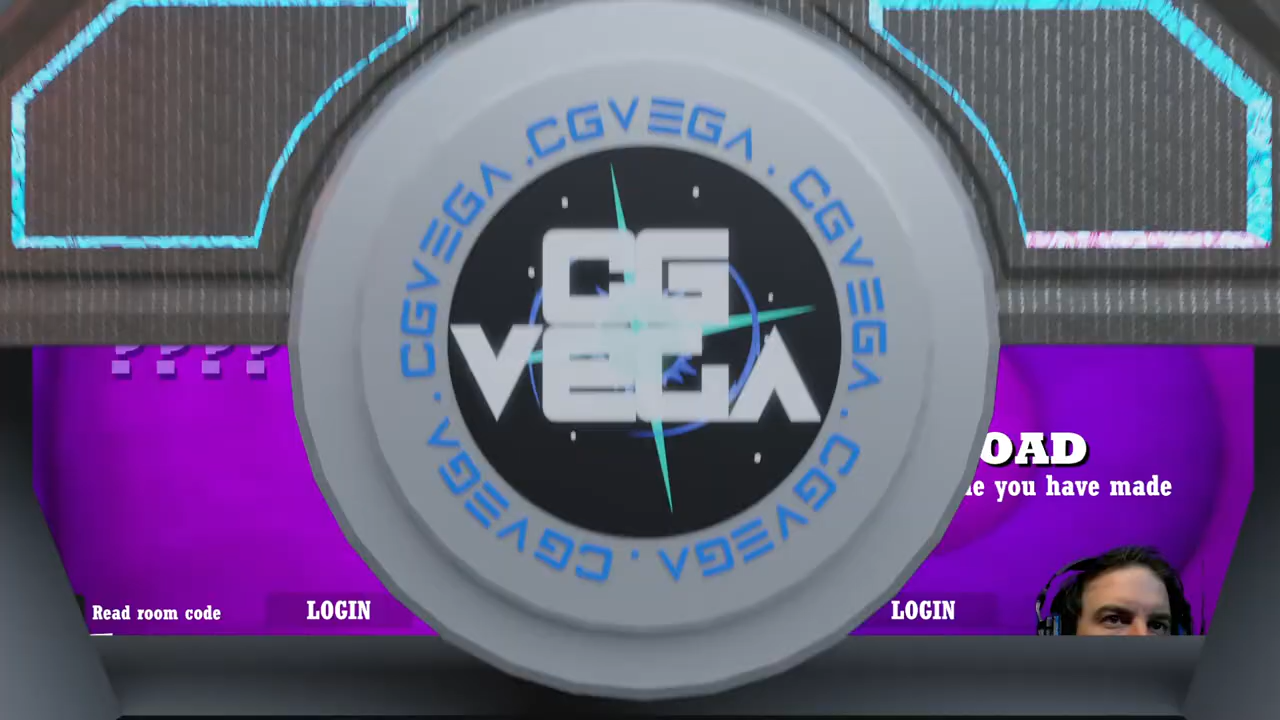 CGVEGA . CGVEGA . CGVEGA . CGVEGA . CGVEGA .
CG
VEGA
? ? ? ?
OAD
you have made
Read room code
LOGIN
LOGIN